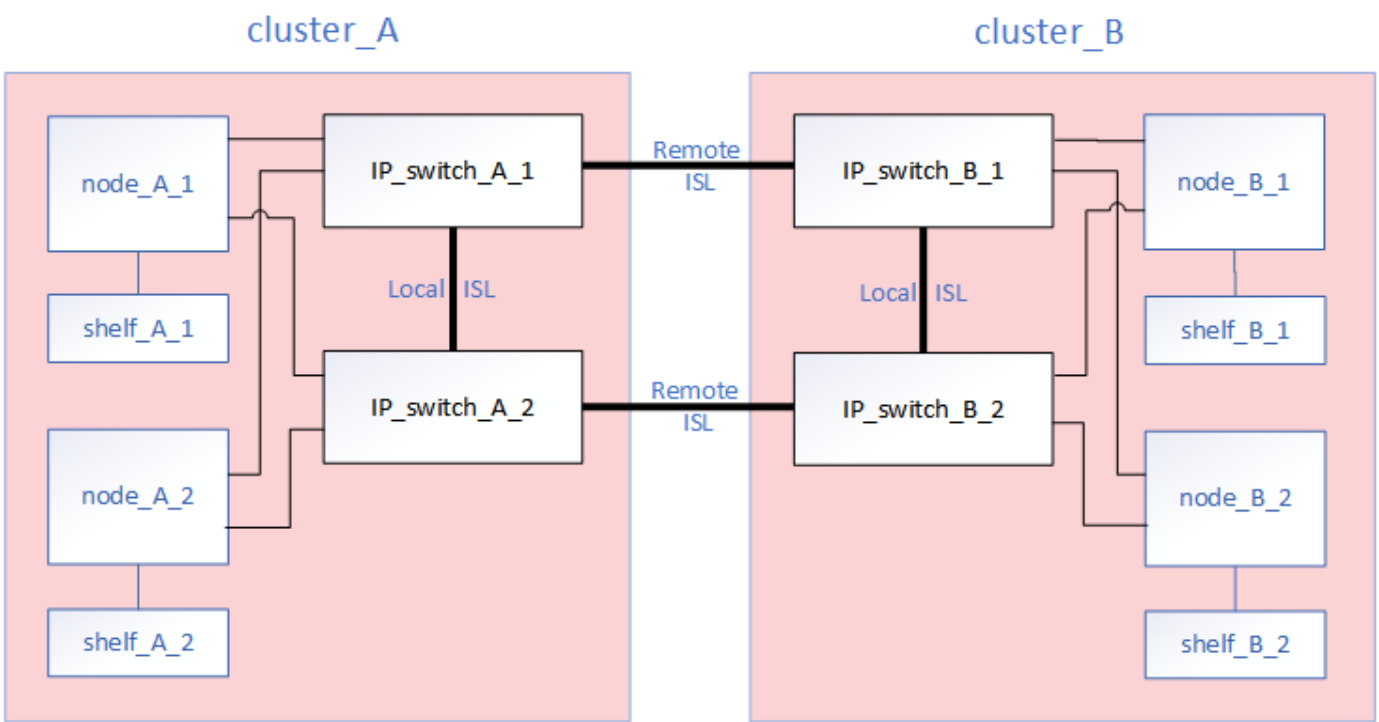 cluster_A
cluster_B
node_A_1
IP_switch_A_1
Remote
ISL
IP_switch_B_1
node_B_1
Local ISL
Local ISL
shelf_A_1
shelf_B_1
IP_switch_A_2
Remote
ISL
IP_switch_B_2
node_A_2
node_B_2
shelf_A_2
shelf_B_2